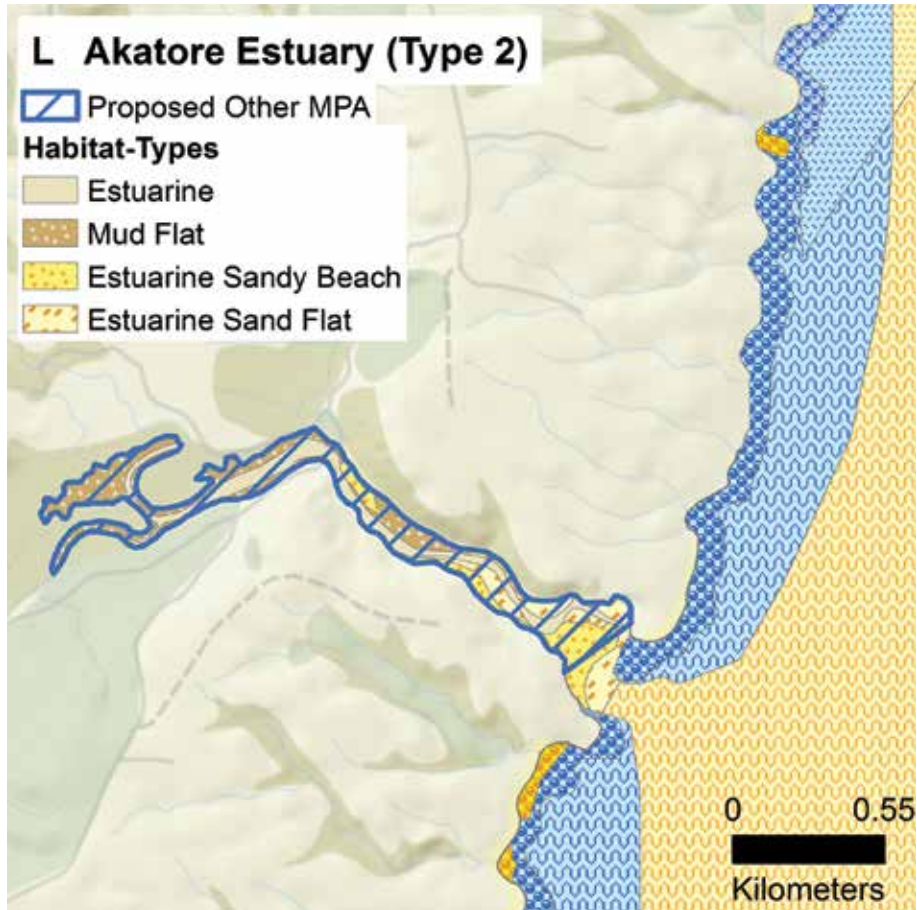 L Akatore Estuary (Type 2)
Proposed Other MPA
Habitat-Types
Estuarine
Mud Flat
Estuarine Sandy Beach
Estuarine Sand Flat
0 0.55
Kilometers